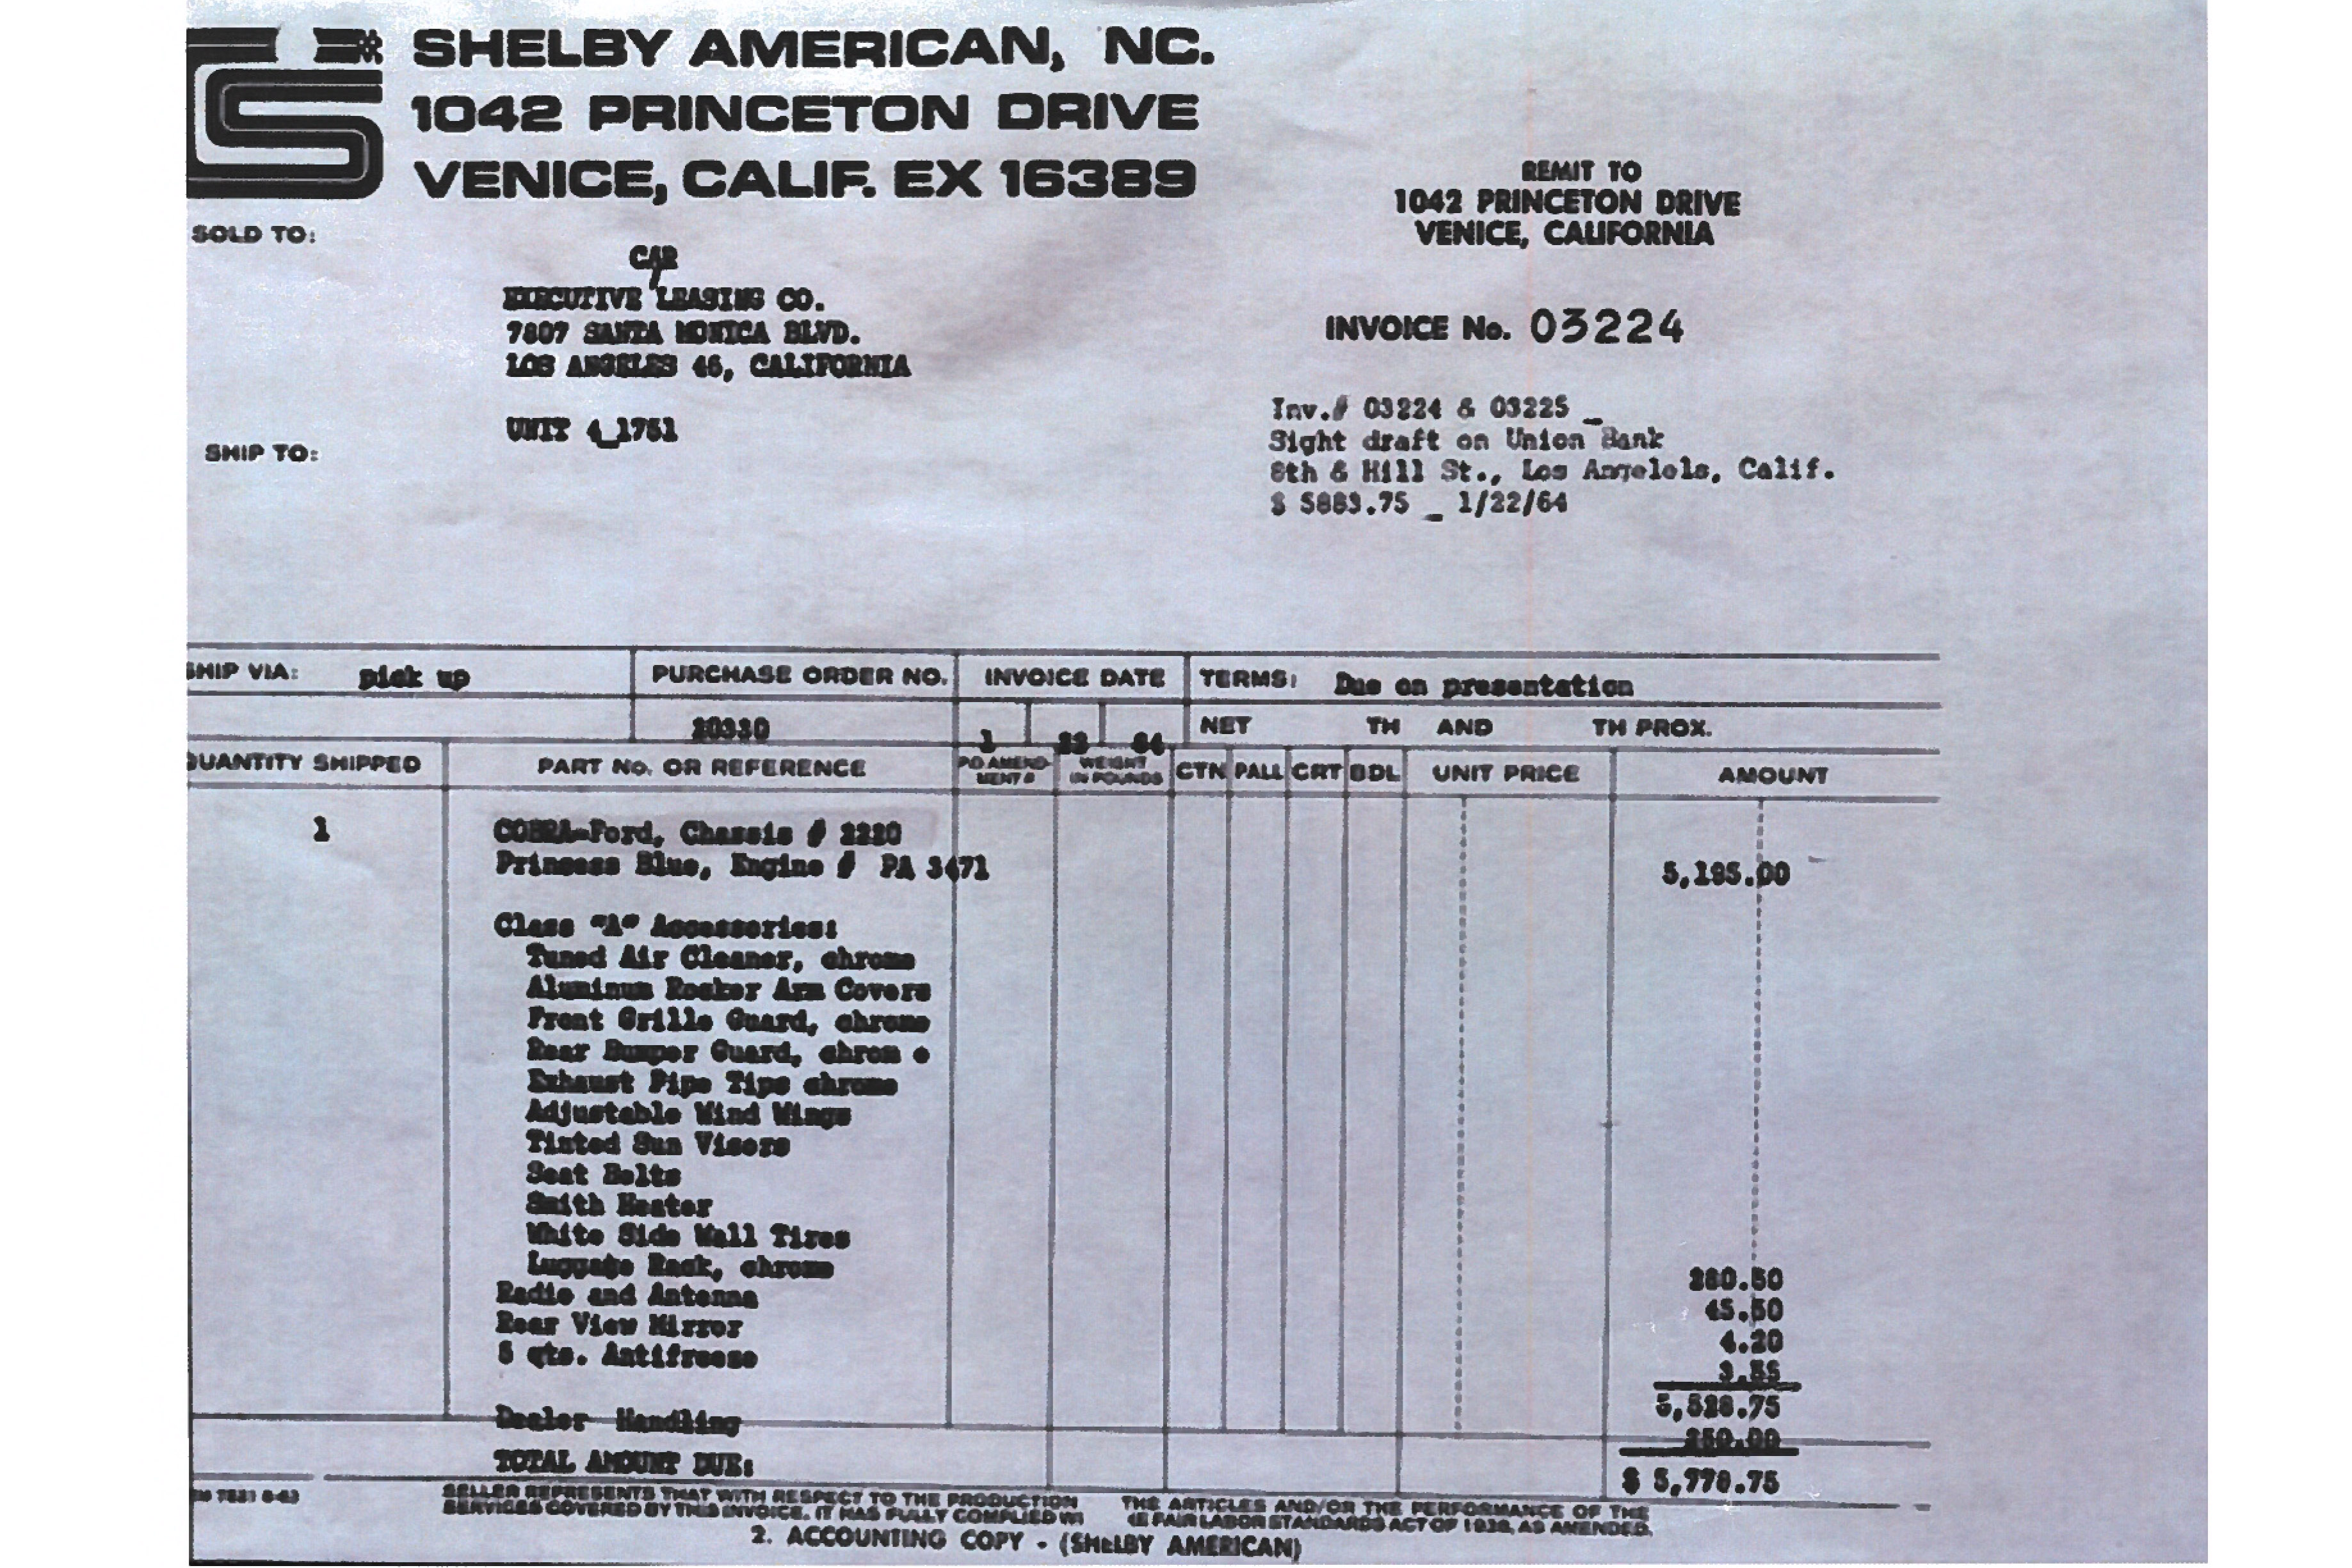 SHELBY AMERICAN, NC.
1042 PRINCETON DRIVE
VENICE, CALIF. EX 16389
REMIT TO
1042 PRINCETON DRIVE
VENICE, CALIFORNIA
SOLD TO:
CAR
EXECUTIVE LEASING CO.
7807 SANTA MONICA BLVD.
LOS ANGELES 46, CALIFORNIA
UNIT 4_1751
SHIP TO:
INVOICE No. 03224
Inv.# 03224 & 03225 _
Sight draft on Union Bank
8th & Hill St., Los Angelels, Calif.
$ 5883.75 _ 1/22/64
SHIP VIA: pick up
PURCHASE ORDER NO. INVOICE DATE TERMS: Due on presentation
20330 1 22 64 NET TH AND TH PROX.
QUANTITY SHIPPED PART No. OR REFERENCE PO AMENDMENT # WEIGHT IN POUNDS CTN PALL CRT BDL UNIT PRICE AMOUNT
1 COBRA-Ford, Chassis # 2220
Princess Blue, Engine # PA 3471 5,195.00
Class "A" Accessories:
Tuned Air Cleaner, chrome
Aluminum Rocker Arm Covers
Front Grille Guard, chrome
Rear Bumper Guard, chrom e
Exhaust Pipe Tips chrome
Adjustable Wind Wings
Tinted Sun Visors
Seat Belts
Smith Heater
White Side Wall Tires
Luggage Rack, chrome 280.50
Radio and Antenna 45.50
Rear View Mirror 4.20
5 qts. Antifreeze 3.55
5,528.75
Dealer Handling 250.00
TOTAL AMOUNT DUE: $ 5,778.75
SELLER REPRESENTS THAT WITH RESPECT TO THE PRODUCTION THE ARTICLES AND/OR THE PERFORMANCE OF THE
SERVICES COVERED BY THIS INVOICE, IT HAS FULLY COMPLIED FAIR LABOR STANDARDS ACT OF 1938, AS AMENDED.
2. ACCOUNTING COPY - (SHELBY AMERICAN)